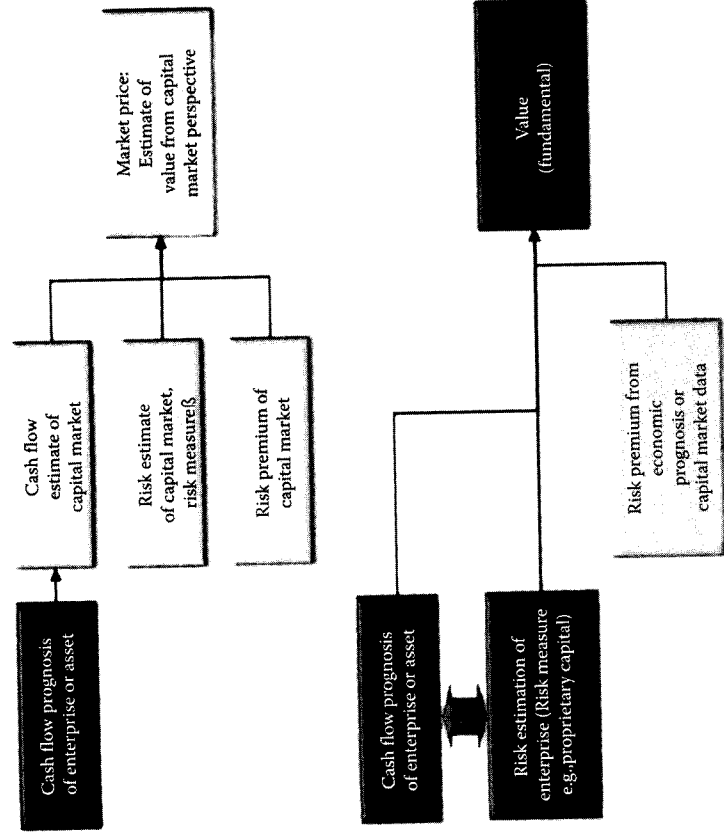 Cash flow prognosis
of enterprise or asset
Cash flow
estimate of
capital market
Risk estimate
of capital market,
risk measureß
Risk premium of
capital market
Market price:
Estimate of
value from capital
market perspective
Cash flow prognosis
of enterprise or asset
Risk estimation of
enterprise (Risk measure
e.g.,proprietary capital)
Risk premium from
economic
prognosis or
capital market data
Value
(fundamental)